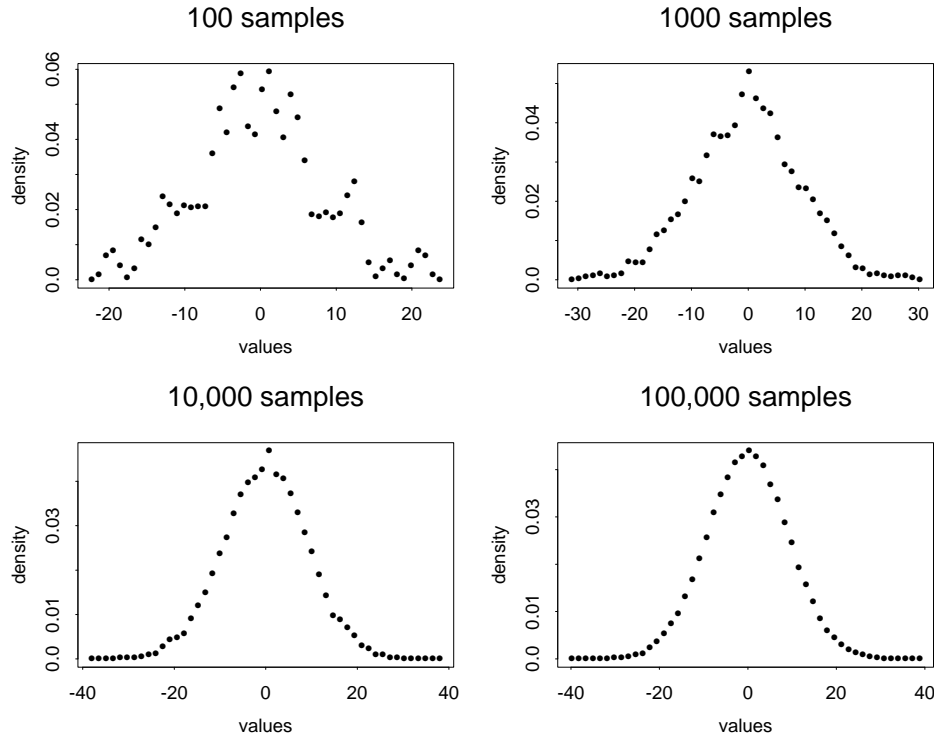 100 samples
density
0.0 0.02 0.04 0.06
-20 -10 0 10 20
values
1000 samples
density
0.0 0.02 0.04
-30 -20 -10 0 10 20 30
values
10,000 samples
density
0.0 0.01 0.03
-40 -20 0 20 40
values
100,000 samples
density
0.0 0.01 0.03
-40 -20 0 20 40
values